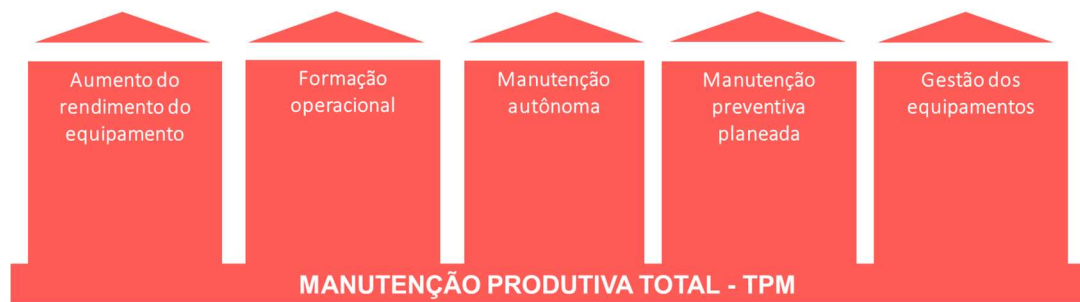 Aumento do
rendimento do
equipamento
Formação
operacional
Manutenção
autônoma
Manutenção
preventiva
planeada
Gestão dos
equipamentos
MANUTENÇÃO PRODUTIVA TOTAL - TPM